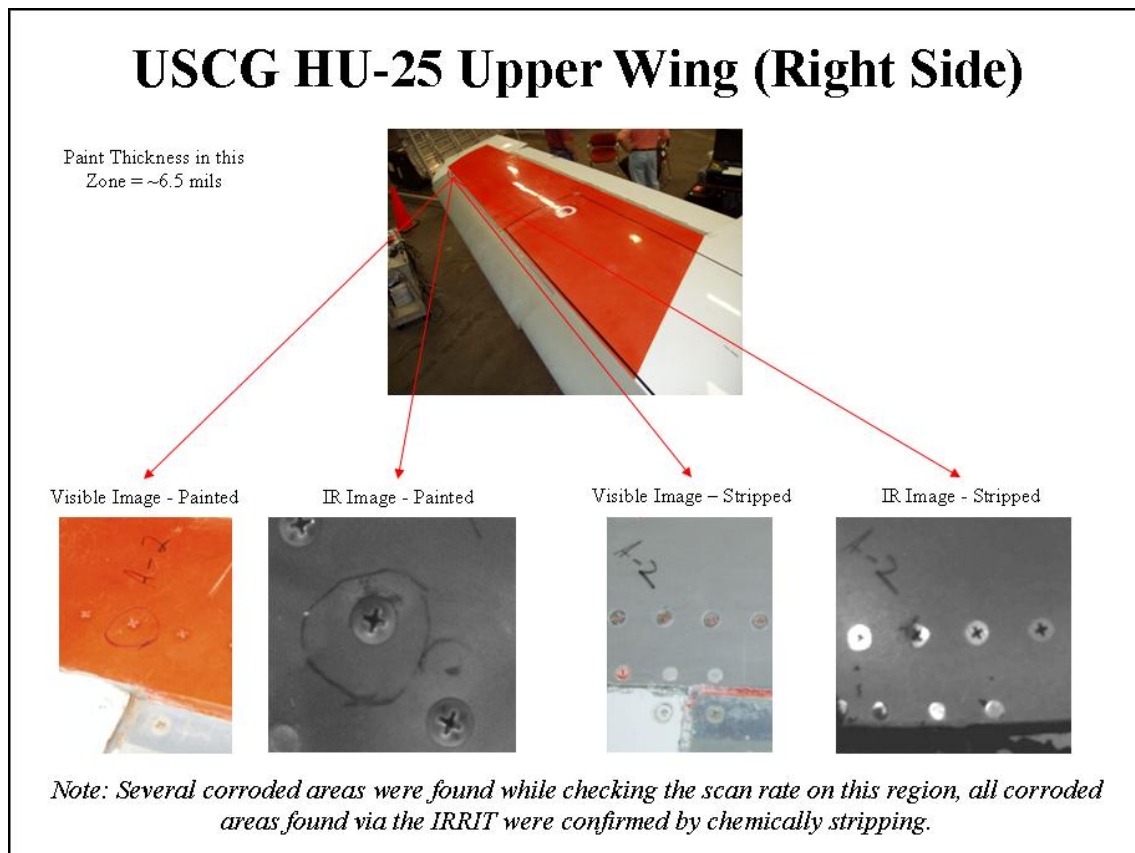 USCG HU-25 Upper Wing (Right Side)
Paint Thickness in this
Zone = ~6.5 mils
Visible Image - Painted
IR Image - Painted
Visible Image – Stripped
IR Image - Stripped
A-2
A-2
A-2
Note: Several corroded areas were found while checking the scan rate on this region, all corroded
areas found via the IRRIT were confirmed by chemically stripping.